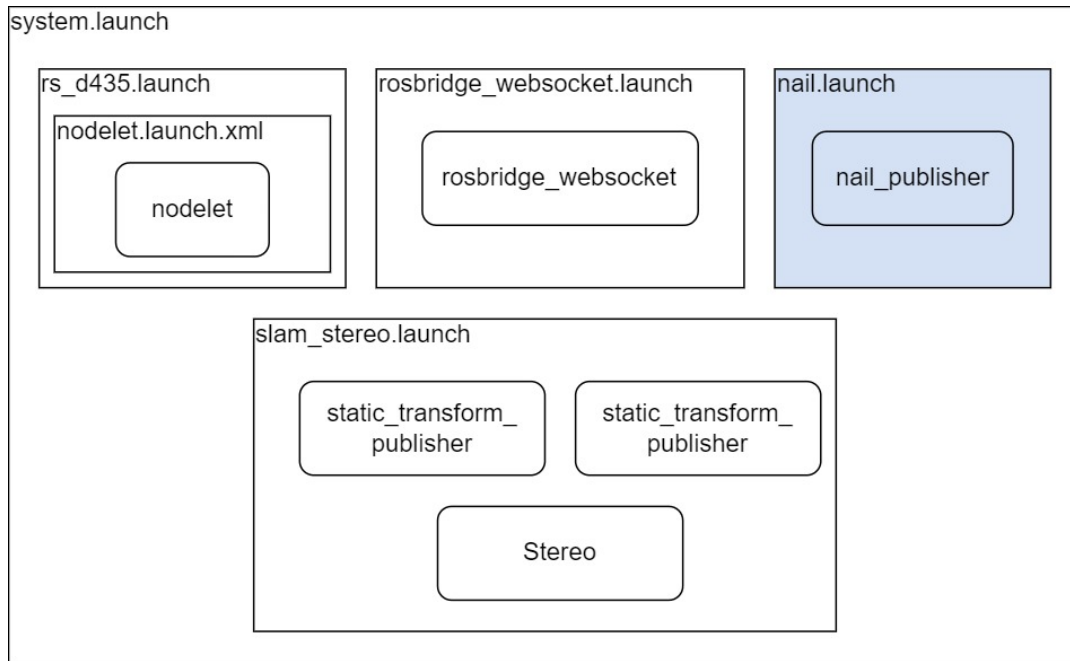 system.launch
rs_d435.launch
nodelet.launch.xml
nodelet
rosbridge_websocket.launch
rosbridge_websocket
nail.launch
nail_publisher
slam_stereo.launch
static_transform_
publisher
static_transform_
publisher
Stereo